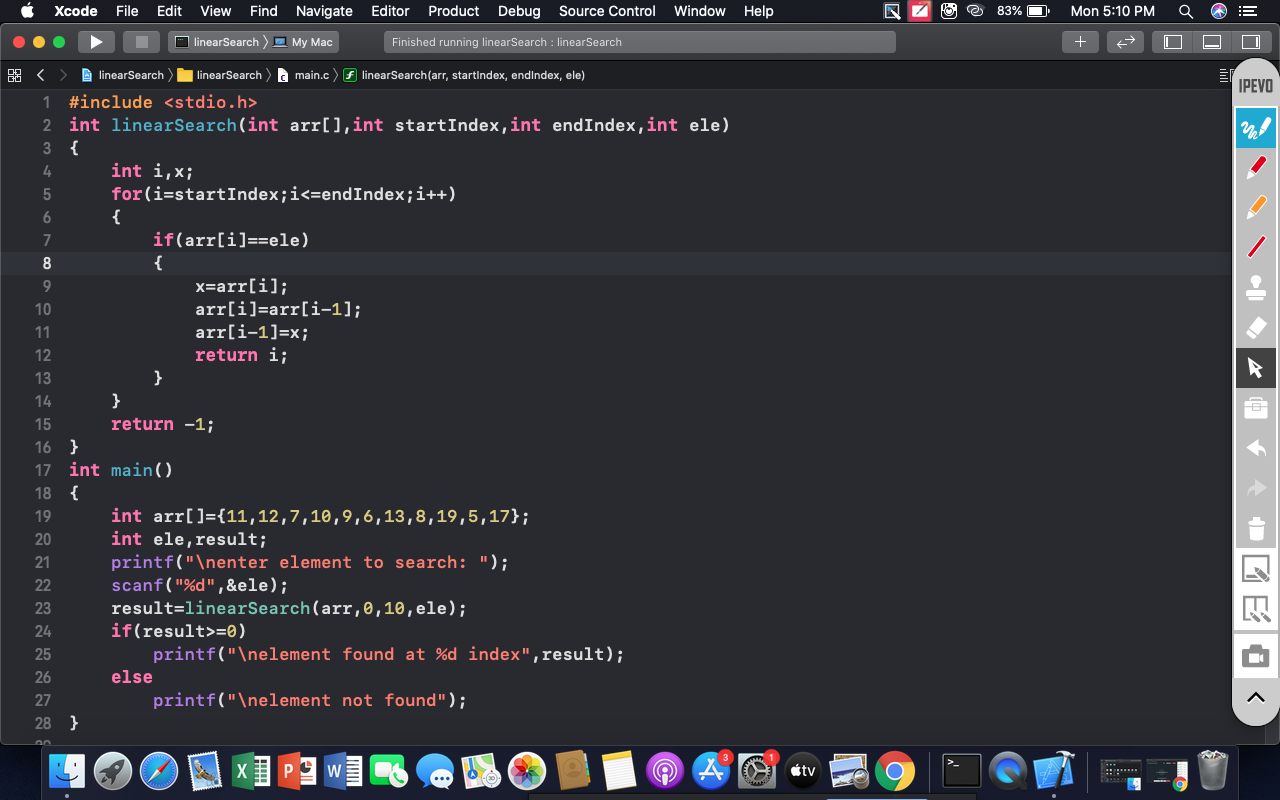 Xcode File Edit View Find Navigate Editor Product Debug Source Control Window Help 83% Mon 5:10 PM
linearSearch My Mac Finished running linearSearch : linearSearch
linearSearch linearSearch main.c linearSearch(arr, startIndex, endIndex, ele)
IPEVO
1 #include <stdio.h>
2 int linearSearch(int arr[],int startIndex,int endIndex,int ele)
3 {
4     int i,x;
5     for(i=startIndex;i<=endIndex;i++)
6     {
7         if(arr[i]==ele)
8         {
9             x=arr[i];
10             arr[i]=arr[i-1];
11             arr[i-1]=x;
12             return i;
13         }
14     }
15     return -1;
16 }
17 int main()
18 {
19     int arr[]={11,12,7,10,9,6,13,8,19,5,17};
20     int ele,result;
21     printf("\nenter element to search: ");
22     scanf("%d",&ele);
23     result=linearSearch(arr,0,10,ele);
24     if(result>=0)
25         printf("\nelement found at %d index",result);
26     else
27         printf("\nelement not found");
28 }
3 1 tv